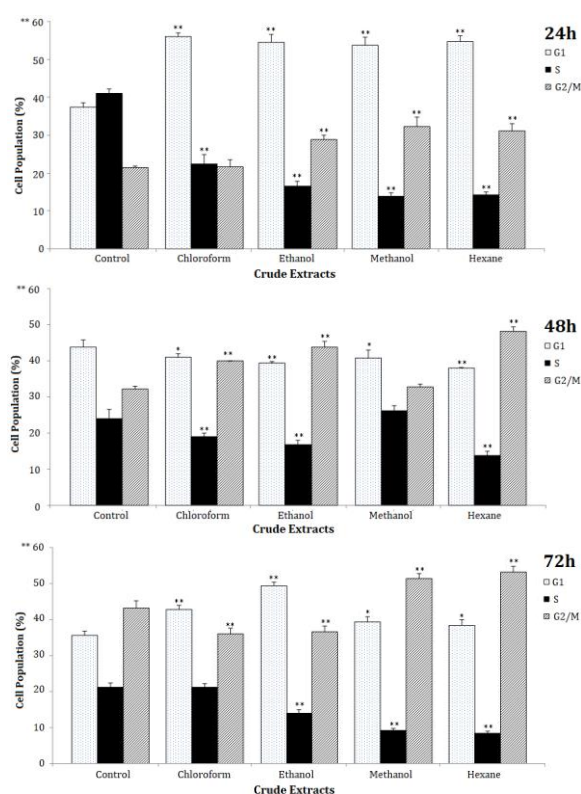 ** 60
24h
** ** ** **
G1
S
G2/M
50
40
30
20
10
0
** ** ** **
** ** ** **
Cell Population (%)
Control Chloroform Ethanol Methanol Hexane
Crude Extracts
** 60
48h
G1
S
G2/M
50
40
30
20
10
0
* ** ** ** * ** **
** ** **
Cell Population (%)
Control Chloroform Ethanol Methanol Hexane
Crude Extracts
** 60
72h
G1
S
G2/M
50
40
30
20
10
0
** ** ** ** * ** * **
** ** **
Cell Population (%)
Control Chloroform Ethanol Methanol Hexane
Crude Extracts